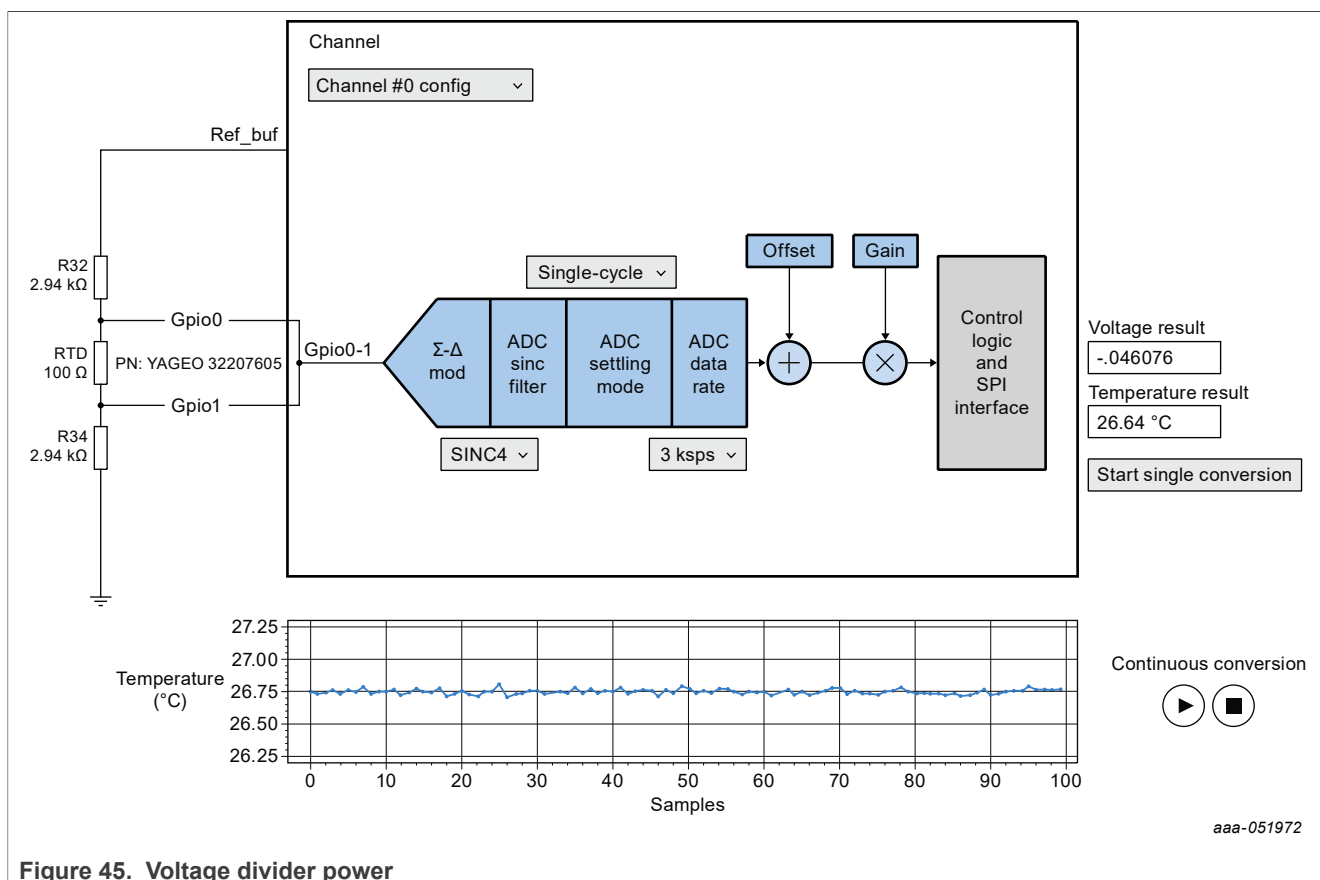 Channel
Channel #0 config
Ref_buf
R32
2.94 kΩ
Gpio0
RTD
100 Ω
PN: YAGEO 32207605
Gpio0-1
Gpio1
R34
2.94 kΩ
Single-cycle
Σ-Δ
mod
ADC
sinc
filter
ADC
settling
mode
ADC
data
rate
SINC4
3 ksps
Offset
Gain
+
×
Control
logic
and
SPI
interface
Voltage result
-.046076
Temperature result
26.64 °C
Start single conversion
27.25
27.00
26.75
26.50
26.25
Temperature
(°C)
0 10 20 30 40 50 60 70 80 90 100
Samples
Continuous conversion
aaa-051972
Figure 45. Voltage divider power